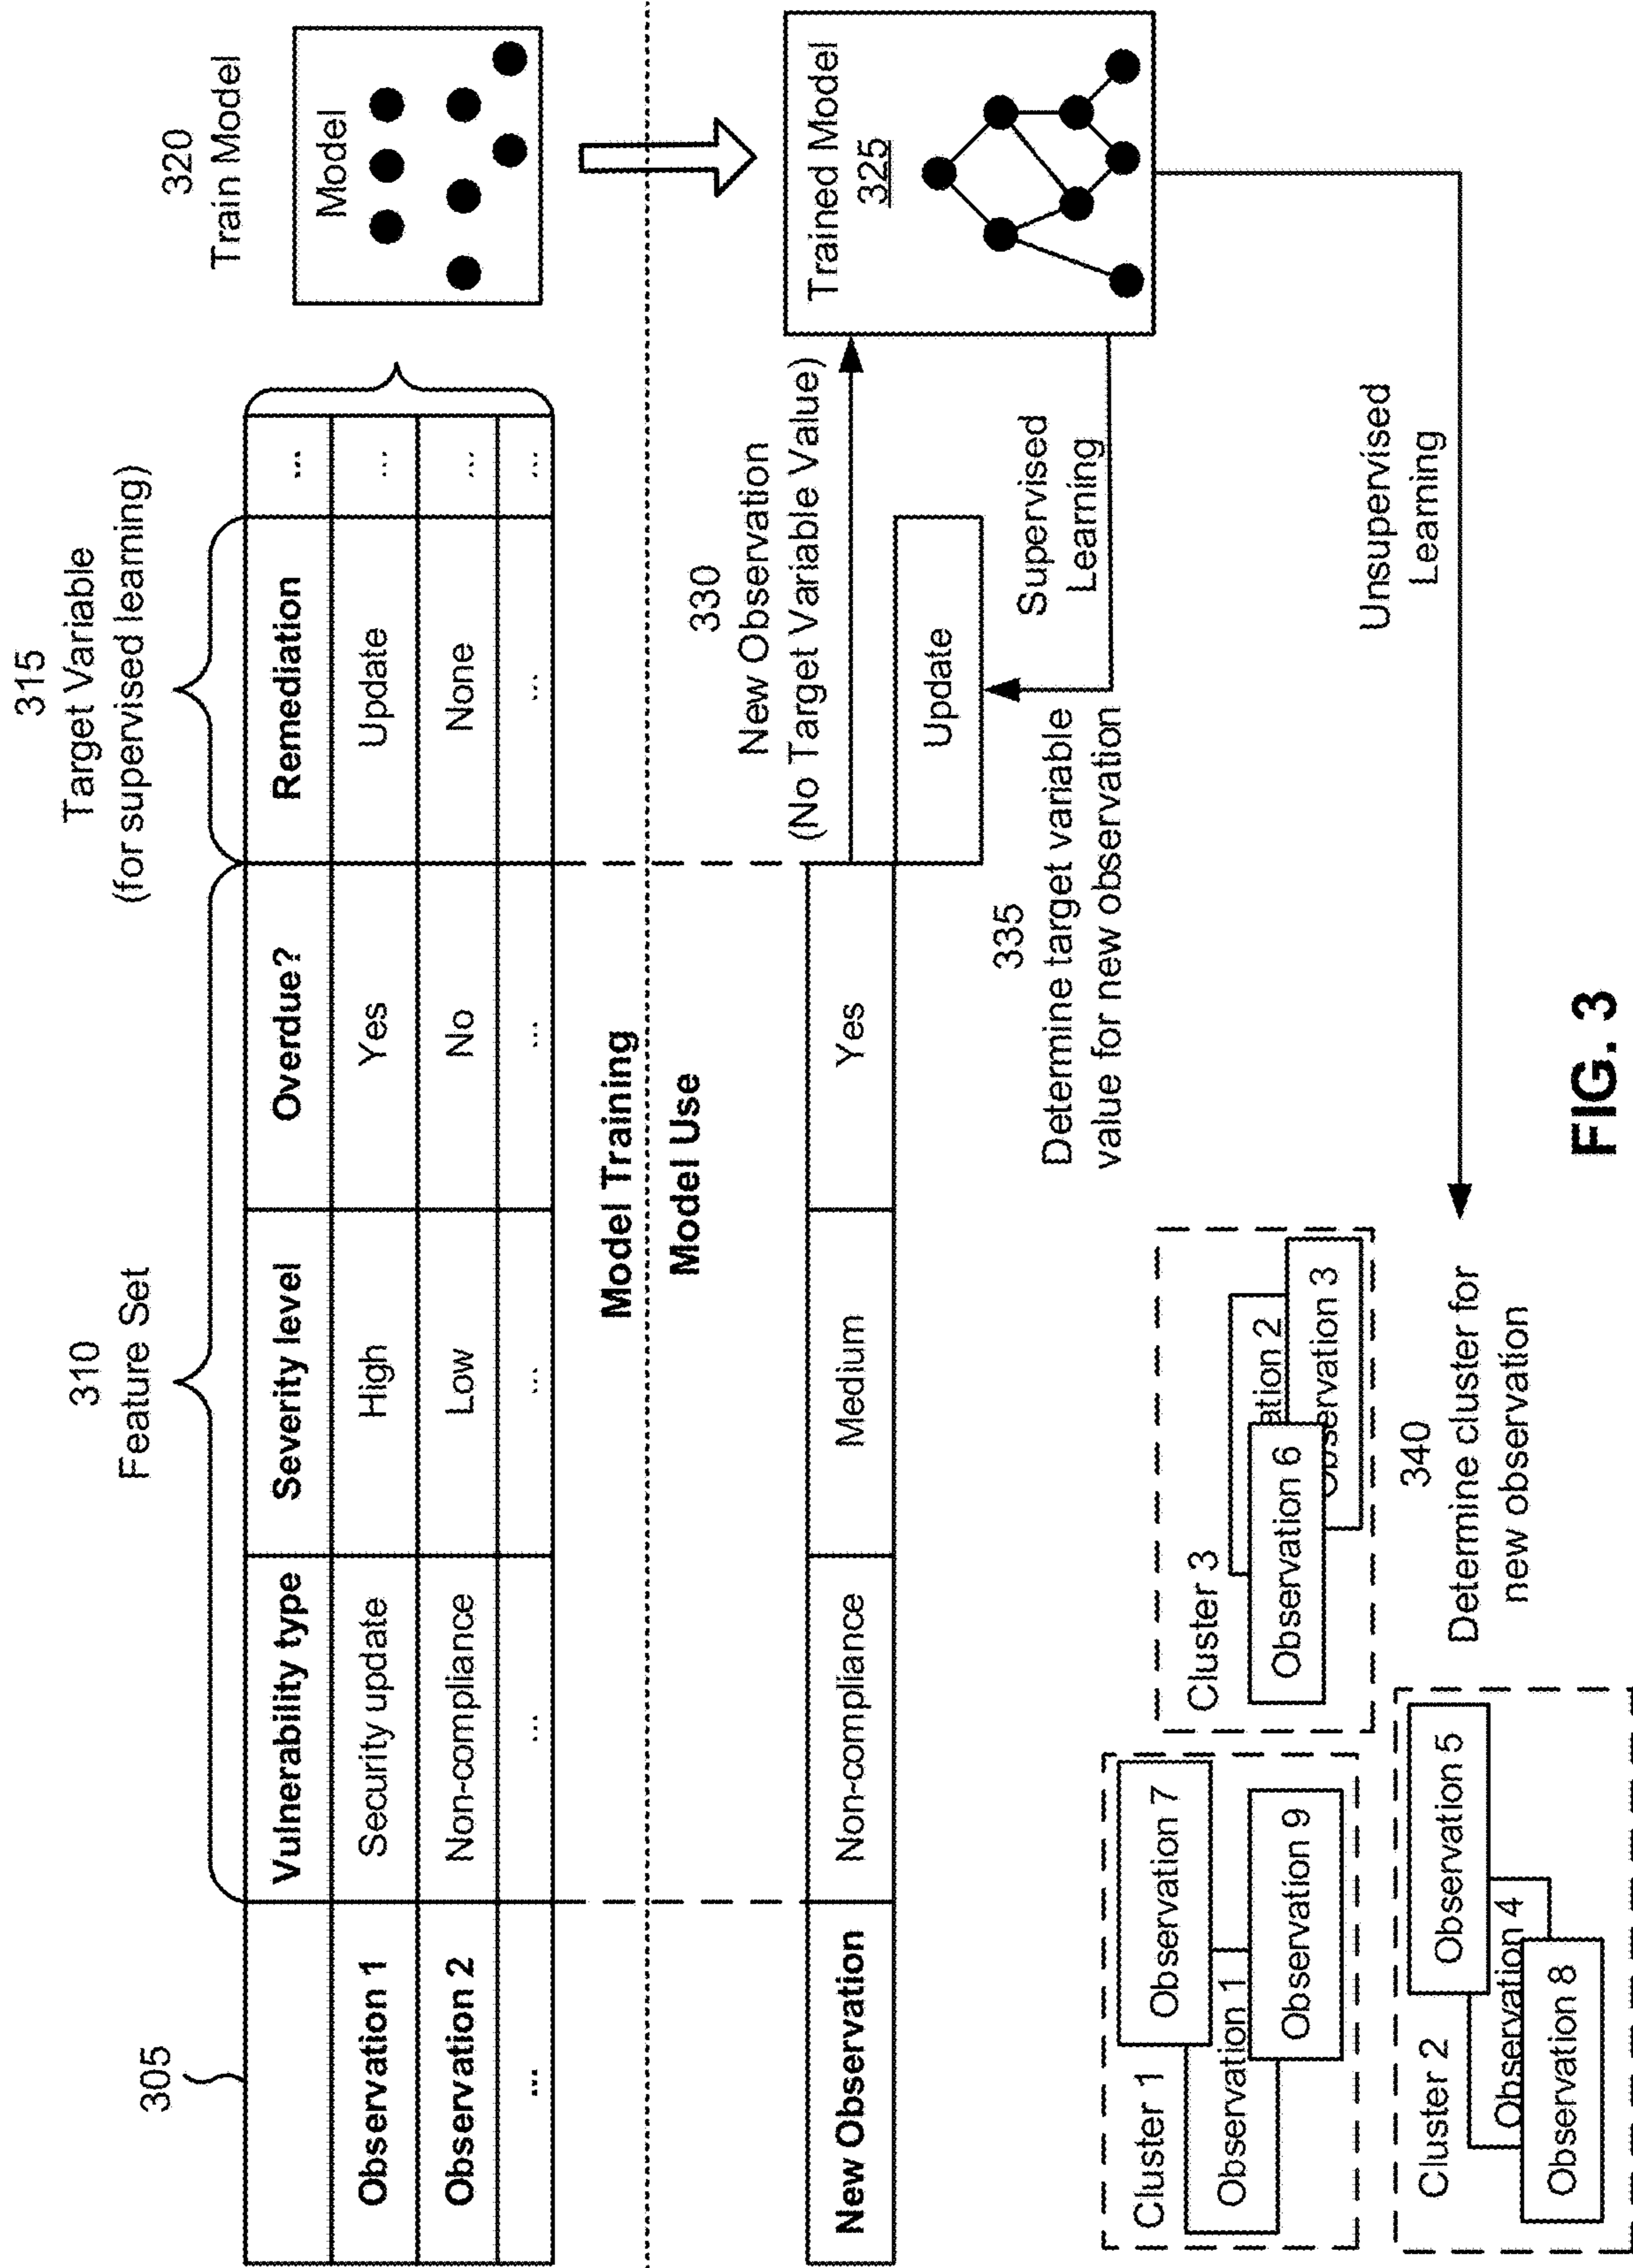 305
310
Feature Set
315
Target Variable
(for supervised learning)
320
Train Model
Vulnerability type
Severity level
Overdue?
Remediation
...
Observation 1
Security update
High
Yes
Update
...
Observation 2
Non-compliance
Low
No
None
...
...
...
...
...
...
...
Model
Model Training
Model Use
330
New Observation
(No Target Variable Value)
New Observation
Non-compliance
Medium
Yes
Update
Trained Model
325
335
Determine target variable
value for new observation
Supervised
Learning
Unsupervised
Learning
Cluster 1
Observation 7
Observation 1
Observation 9
Cluster 3
ation 2
Observation 6
Observation 3
Cluster 2
Observation 5
Observation 4
Observation 8
340
Determine cluster for
new observation
FIG. 3